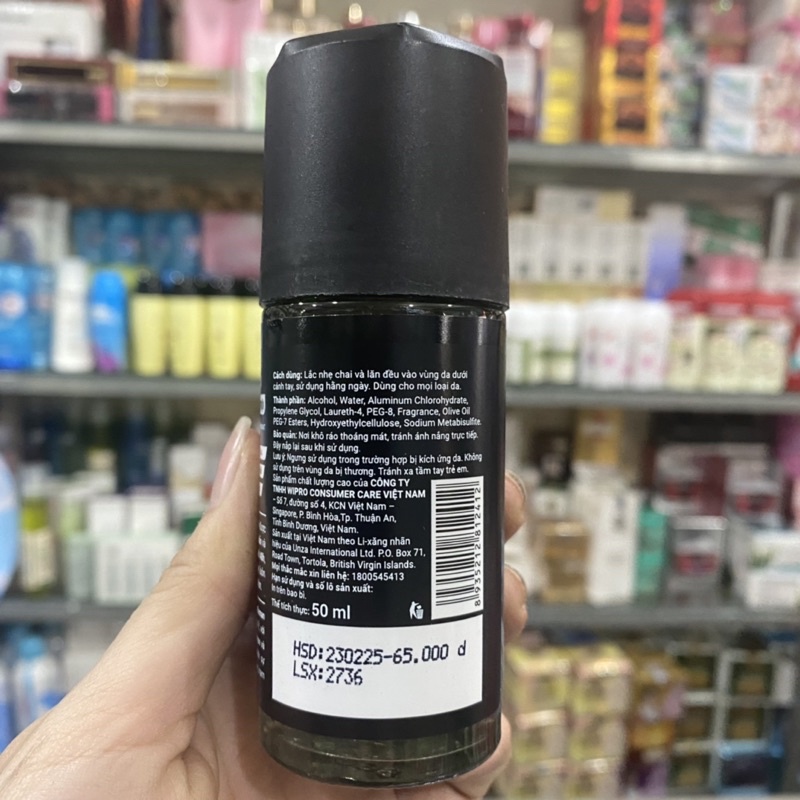 Cách dùng: Lắc nhẹ chai và lăn đều vào vùng da dưới
cánh tay, sử dụng hằng ngày. Dùng cho mọi loại da.
Thành phần: Alcohol, Water, Aluminum Chlorohydrate,
Propylene Glycol, Laureth-4, PEG-8, Fragrance, Olive Oil
PEG-7 Esters, Hydroxyethylcellulose, Sodium Metabisulfite.
Bảo quản: Nơi khô ráo thoáng mát, tránh ánh nắng trực tiếp.
Đậy nắp lại sau khi sử dụng.
Lưu ý: Ngưng sử dụng trong trường hợp bị kích ứng da. Không
sử dụng trên vùng da bị thương. Tránh xa tầm tay trẻ em.
Sản phẩm chất lượng cao của CÔNG TY
TNHH WIPRO CONSUMER CARE VIỆT NAM
- Số 7, đường số 4, KCN Việt Nam –
Singapore, P. Bình Hòa,Tp. Thuận An,
Tỉnh Bình Dương, Việt Nam.
Sản xuất tại Việt Nam theo Li-xăng nhãn
hiệu của Unza International Ltd. P.O. Box 71,
Road Town, Tortola, British Virgin Islands.
Mọi thắc mắc xin liên hệ: 1800545413
Hạn sử dụng và số lô sản xuất:
In trên bao bì.
Thể tích thực: 50 ml
8 935212 812412
HSD:230225-65.000 đ
LSX:2736